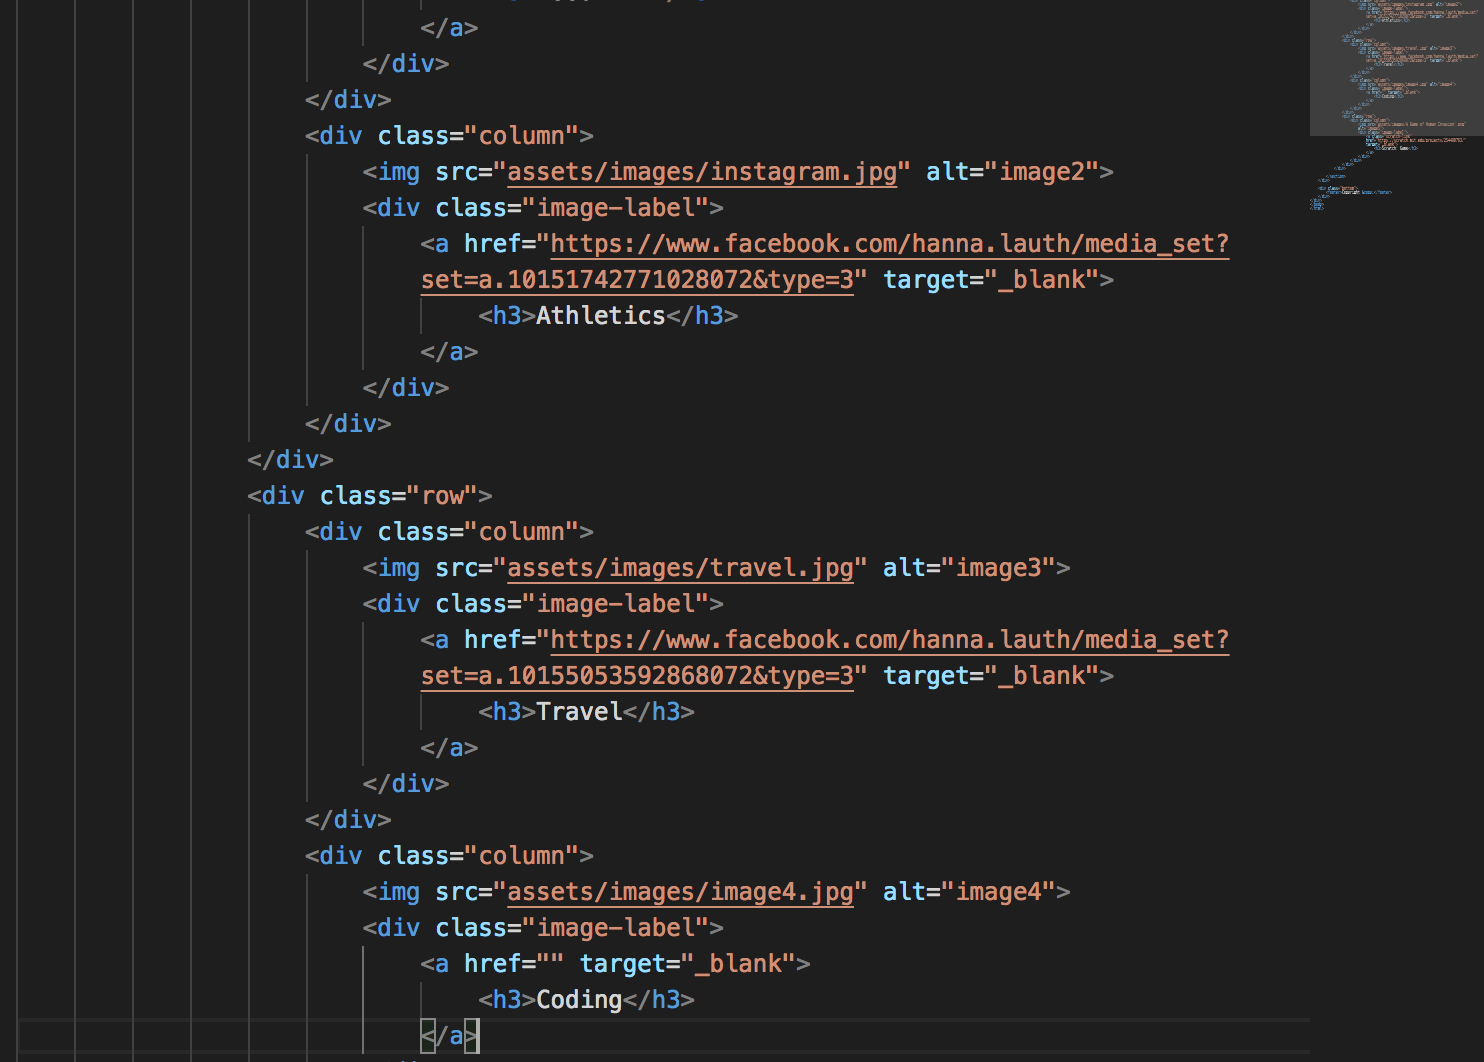 </a>
</div>
</div>
<div class="column">
<img src="assets/images/instagram.jpg" alt="image2">
<div class="image-label">
<a href="https://www.facebook.com/hanna.lauth/media_set?
set=a.10151742771028072&type=3" target="_blank">
<h3>Athletics</h3>
</a>
</div>
</div>
</div>
<div class="row">
<div class="column">
<img src="assets/images/travel.jpg" alt="image3">
<div class="image-label">
<a href="https://www.facebook.com/hanna.lauth/media_set?
set=a.10155053592868072&type=3" target="_blank">
<h3>Travel</h3>
</a>
</div>
</div>
<div class="column">
<img src="assets/images/image4.jpg" alt="image4">
<div class="image-label">
<a href="" target="_blank">
<h3>Coding</h3>
</a>